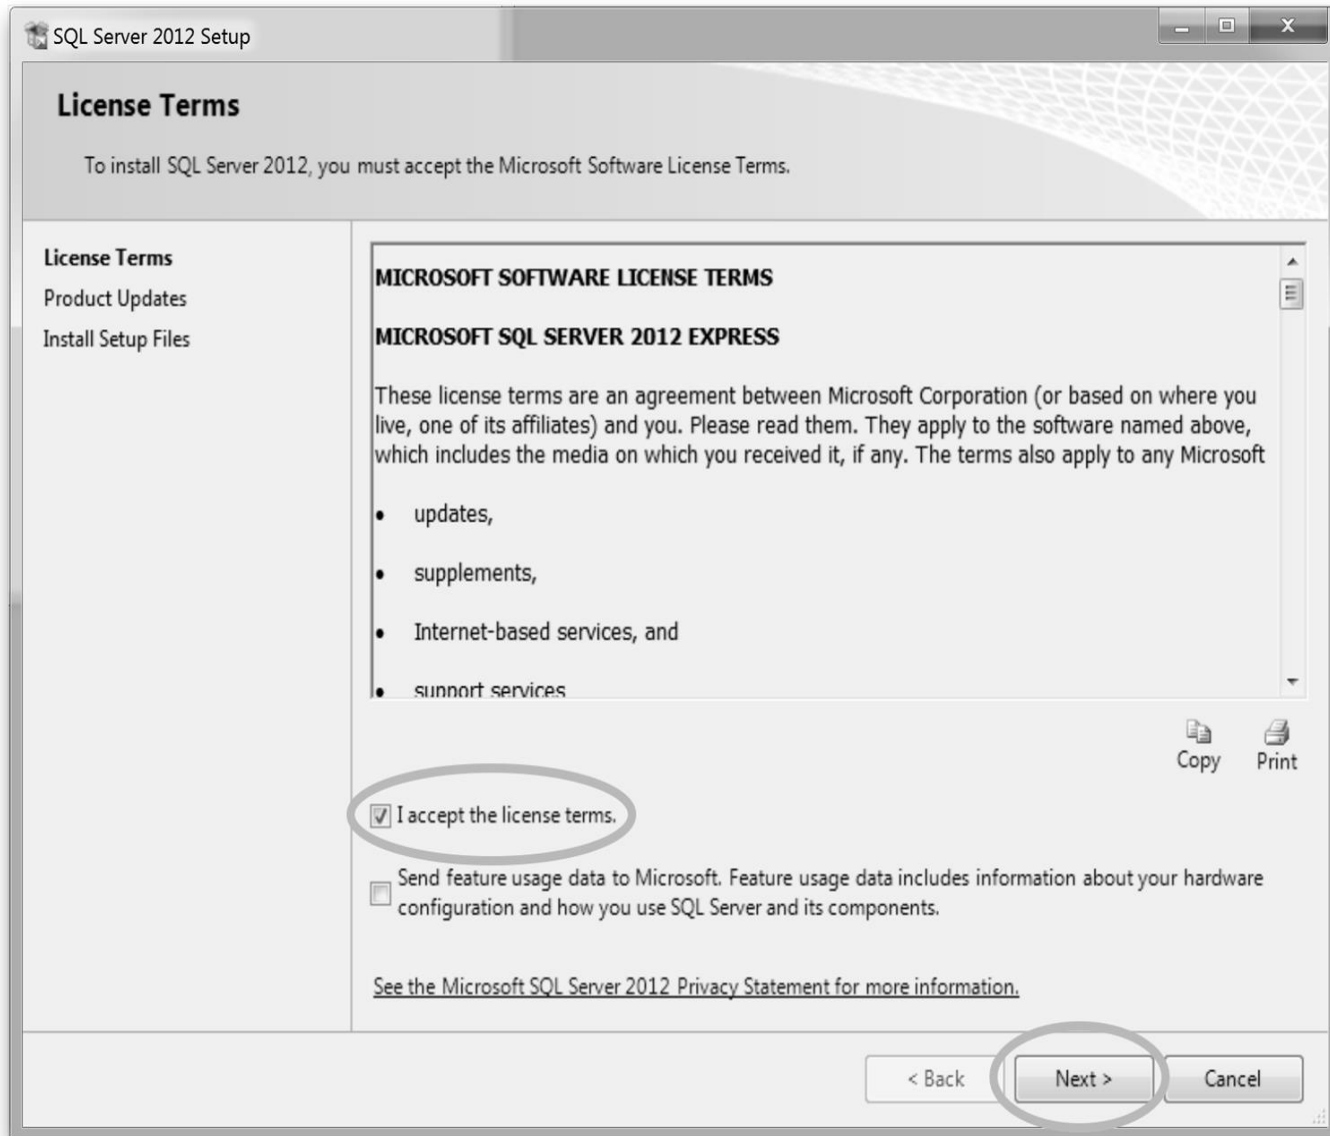 SQL Server 2012 Setup
License Terms
To install SQL Server 2012, you must accept the Microsoft Software License Terms.
License Terms
Product Updates
Install Setup Files
MICROSOFT SOFTWARE LICENSE TERMS
MICROSOFT SQL SERVER 2012 EXPRESS
These license terms are an agreement between Microsoft Corporation (or based on where you
live, one of its affiliates) and you. Please read them. They apply to the software named above,
which includes the media on which you received it, if any. The terms also apply to any Microsoft
• updates,
• supplements,
• Internet-based services, and
• support services
Copy Print
I accept the license terms.
Send feature usage data to Microsoft. Feature usage data includes information about your hardware
configuration and how you use SQL Server and its components.
See the Microsoft SQL Server 2012 Privacy Statement for more information.
< Back Next > Cancel